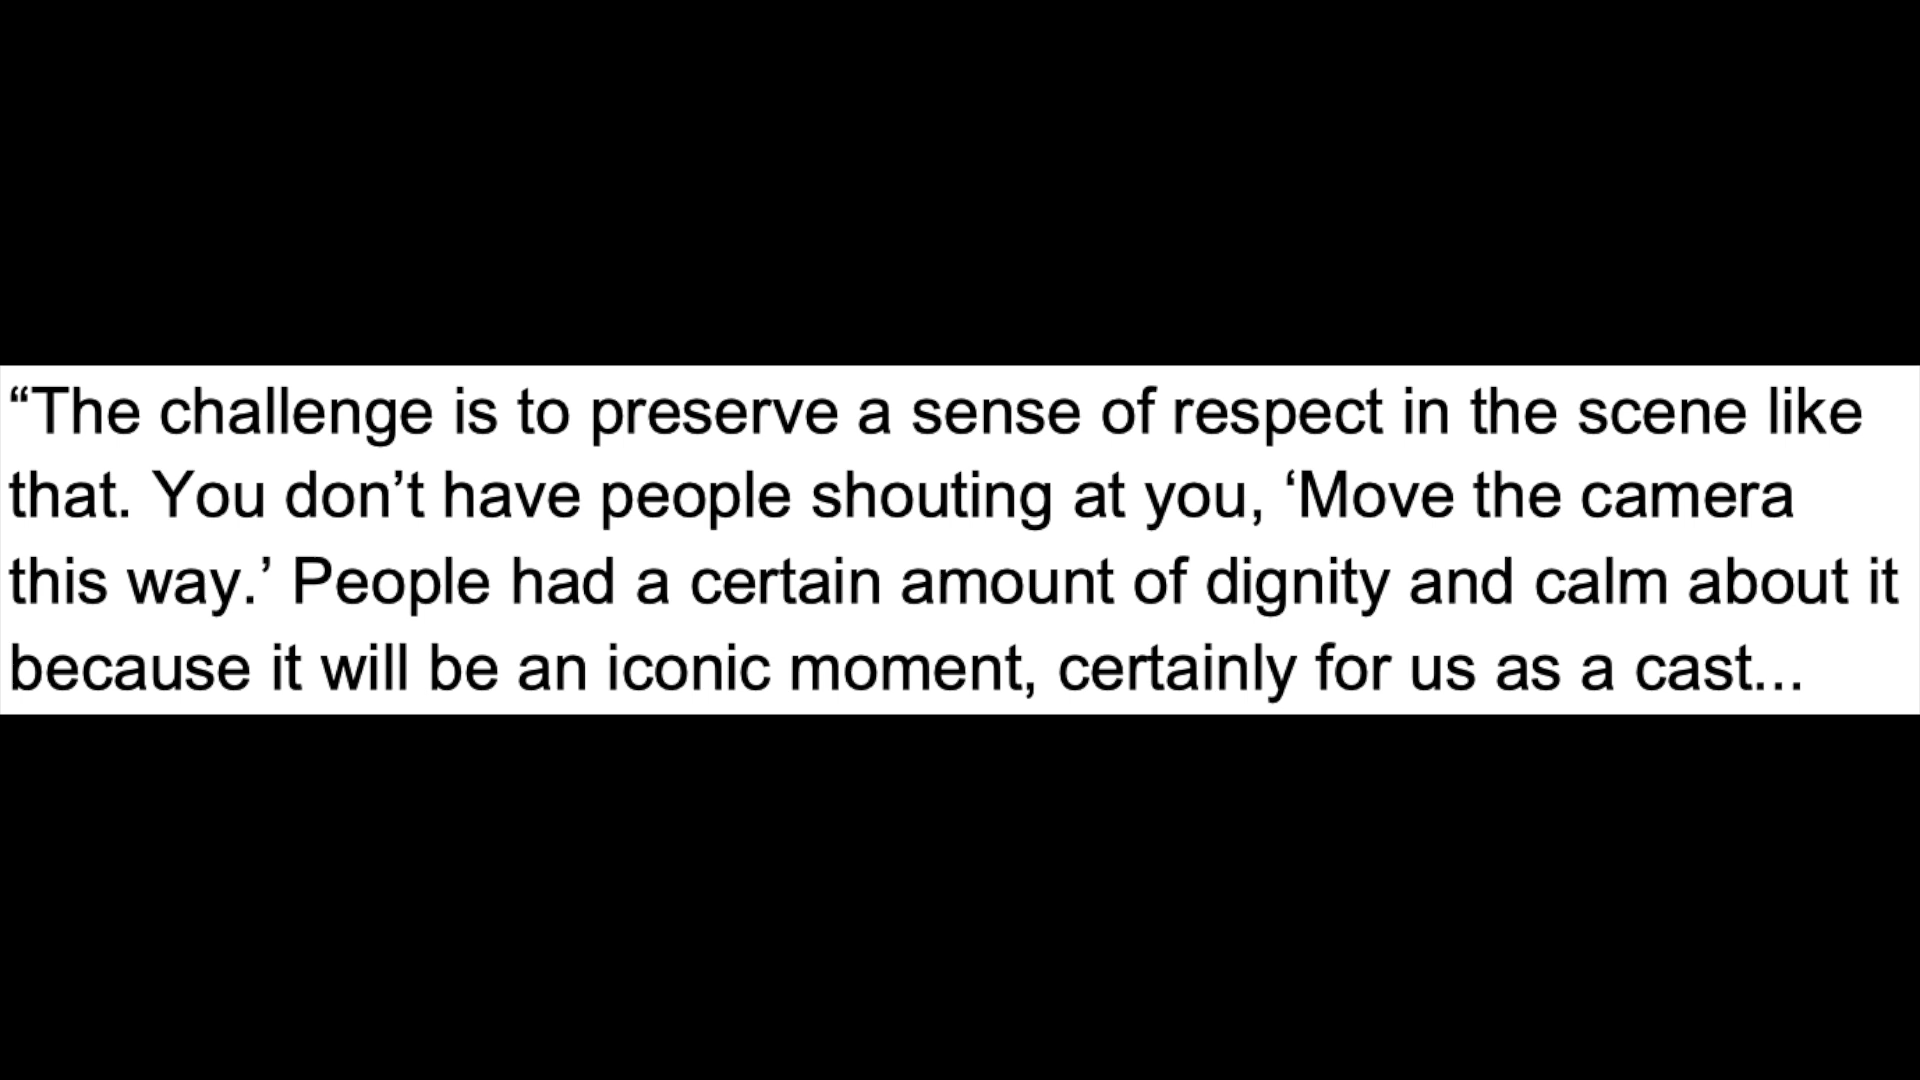 “The challenge is to preserve a sense of respect in the scene like
that. You don’t have people shouting at you, ‘Move the camera
this way.’ People had a certain amount of dignity and calm about it
because it will be an iconic moment, certainly for us as a cast...